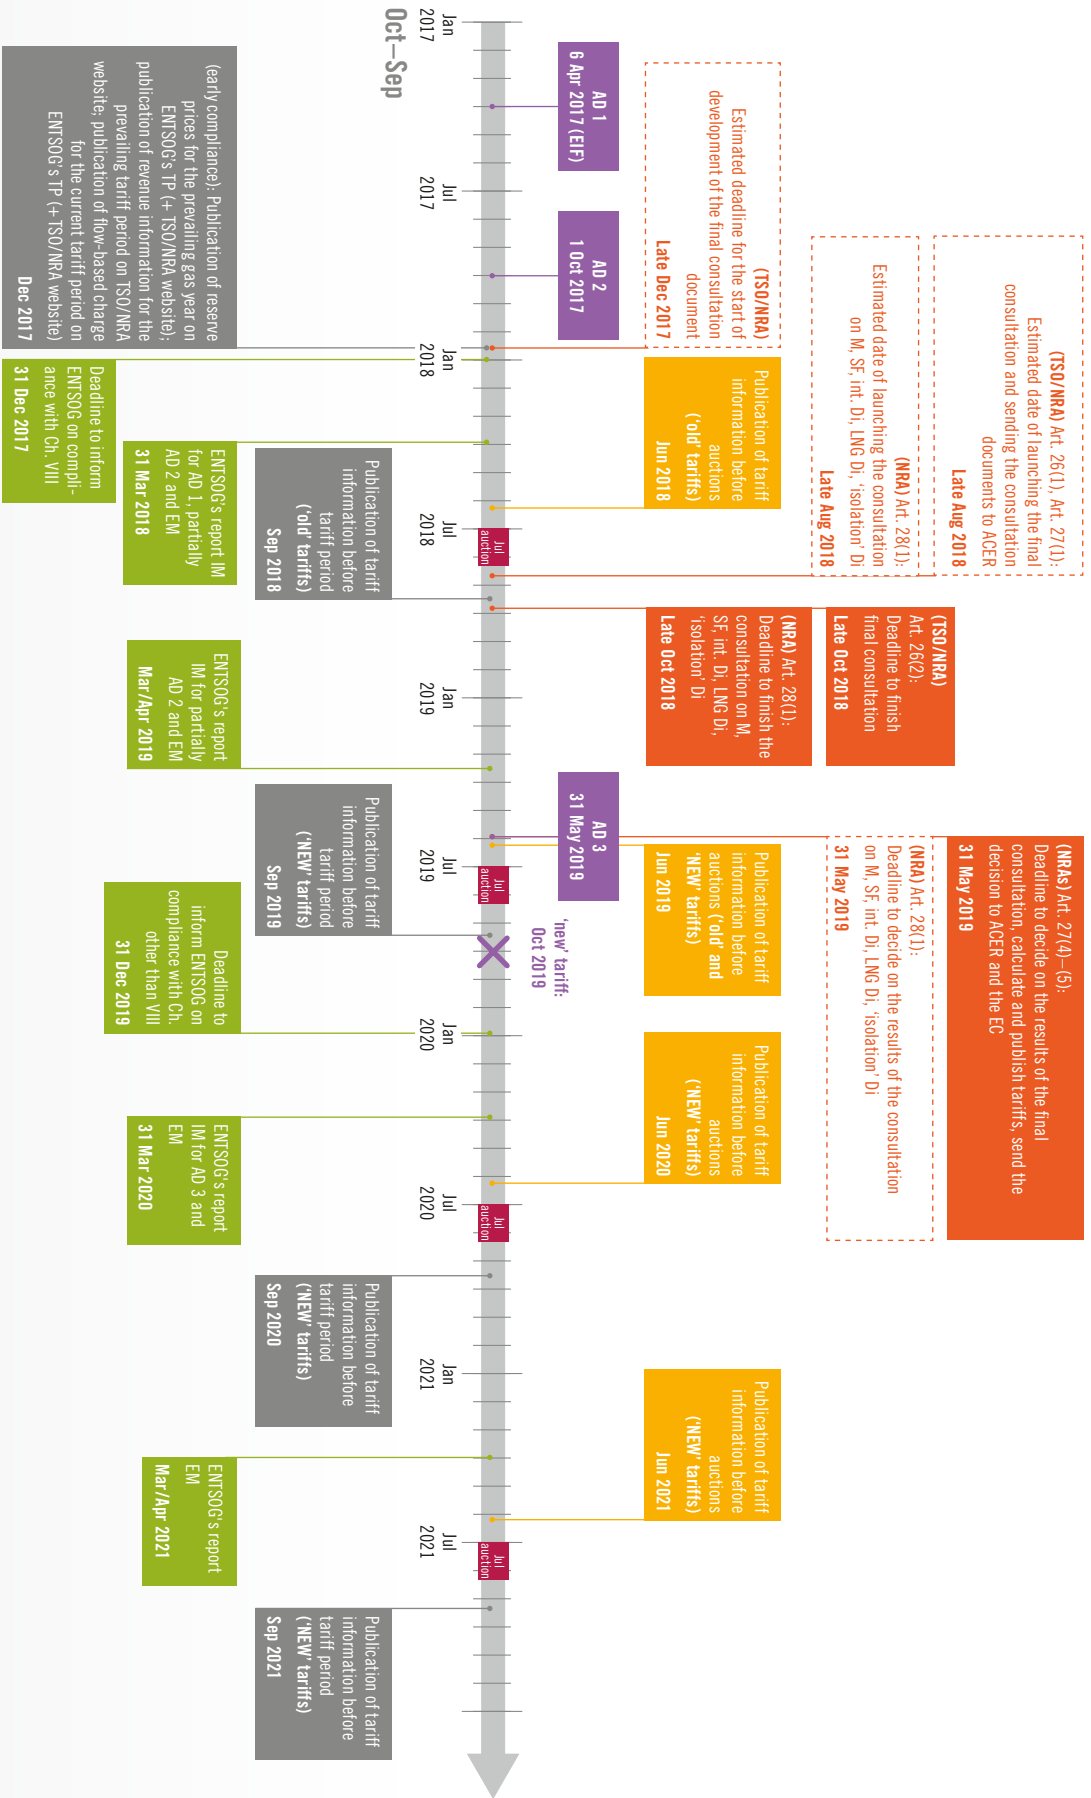 (NRAs) Art. 27(4)–(5):
Deadline to decide on the results of the final
consultation, calculate and publish tariffs, send the
decision to ACER and the EC
31 May 2019
(TSO/NRA) Art. 26(1), Art. 27(1):
Estimated date of launching the final
consultation and sending the consultation
documents to ACER
Late Aug 2018
(TSO/NRA)
Art. 26(2):
Deadline to finish
final consultation
Late Oct 2018
(NRA) Art. 28(1):
Deadline to decide on the results of the consultation
on M, SF, int. Di, LNG Di, 'isolation' Di
31 May 2019
(NRA) Art. 28(1):
Estimated date of launching the consultation
on M, SF, int. Di, LNG Di, 'isolation' Di
Late Aug 2018
(TSO/NRA)
Estimated deadline for the start of
development of the final consultation
document
Late Dec 2017
Publication of tariff
information before
auctions
('old' tariffs)
Jun 2018
(NRA) Art. 28(1):
Deadline to finish the
consultation on M,
SF, int. Di, LNG Di,
'isolation' Di
Late Oct 2018
Publication of tariff
information before
auctions ('old' and
'NEW' tariffs)
Jun 2019
Publication of tariff
information before
auctions
('NEW' tariffs)
Jun 2020
Publication of tariff
information before
auctions
('NEW' tariffs)
Jun 2021
AD 1
6 Apr 2017 (EIF)
AD 2
1 Oct 2017
AD 3
31 May 2019
'new' tariff:
Oct 2019
Jul
auction
Jul
auction
Jul
auction
Jul
auction
Jan
2017
Jul
2017
Jan
2018
Jul
2018
Jan
2019
Jul
2019
Jan
2020
Jul
2020
Jan
2021
Jul
2021
Oct–Sep
Publication of tariff
information before
tariff period
('old' tariffs)
Sep 2018
Publication of tariff
information before
tariff period
('NEW' tariffs)
Sep 2019
Publication of tariff
information before
tariff period
('NEW' tariffs)
Sep 2020
Publication of tariff
information before
tariff period
('NEW' tariffs)
Sep 2021
(early compliance): Publication of reserve
prices for the prevailing gas year on
ENTSOG's TP (+ TSO/NRA website);
publication of revenue information for the
prevailing tariff period on TSO/NRA
website; publication of flow-based charge
for the current tariff period on
ENTSOG's TP (+ TSO/NRA website)
Dec 2017
Deadline to inform
ENTSOG on compli-
ance with Ch. VIII
31 Dec 2017
ENTSOG's report IM
for AD 1, partially
AD 2 and EM
31 Mar 2018
ENTSOG's report
IM for partially
AD 2 and EM
Mar/Apr 2019
Deadline to
inform ENTSOG on
compliance with Ch.
other than VIII
31 Dec 2019
ENTSOG's report
IM for AD 3 and
EM
31 Mar 2020
ENTSOG's report
EM
Mar/Apr 2021